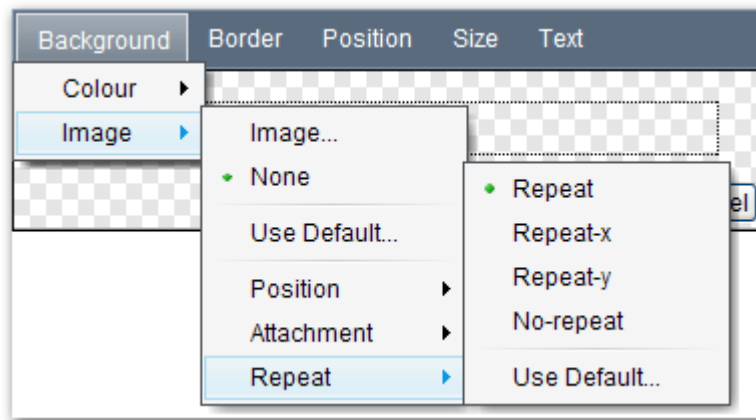 Background Border Position Size Text
Colour
Image
Image...
None
Use Default...
Position
Attachment
Repeat
Repeat
Repeat-x
Repeat-y
No-repeat
Use Default...
el